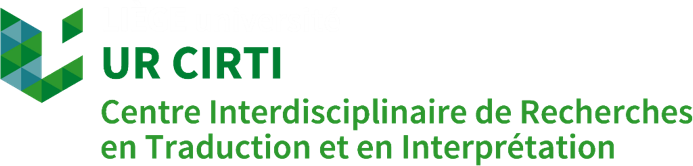 UR CIRTI
Centre Interdisciplinaire de Recherches
en Traduction et en Interprétation